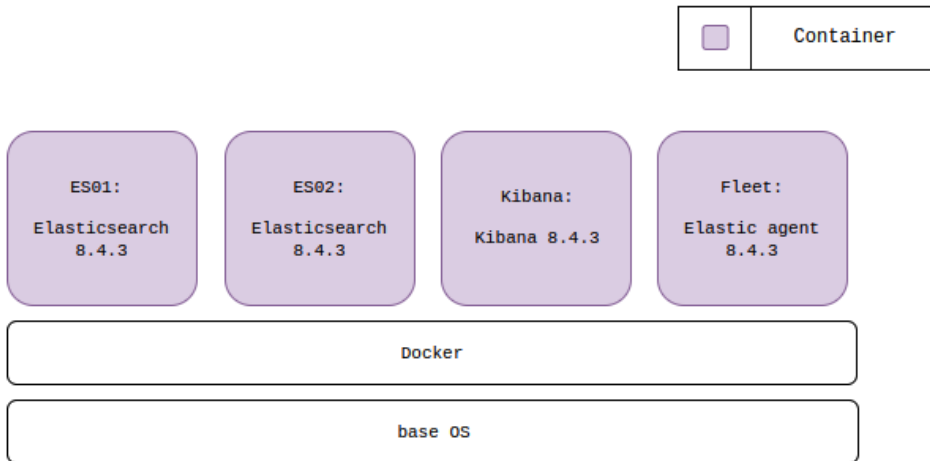 Container
ES01:
Elasticsearch
8.4.3
ES02:
Elasticsearch
8.4.3
Kibana:
Kibana 8.4.3
Fleet:
Elastic agent
8.4.3
Docker
base OS